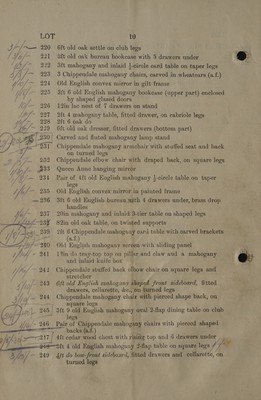 LOT 10
220 4ft old oak settle on club legs
221 3ft old oak bureau bookcase with 5 drawers under
222 3ft mahogany and inlaid ½-circle card table on taper legs
223 3 Chippendale mahogany chairs, carved in wheatears (a.f.)
224 Old English convex mirror in gilt frame
225 3ft 6 old English mahogany bookcase (upper part) enclosed
by shaped glazed doors
226 13in nest of 7 drawers on stand
227 2ft 4 mahogany table, fitted drawer, on cabriole legs
228 2ft 6 oak do
229 6ft old oak dresser, fitted drawers (bottom part)
230 Carved and fluted mahogany lamp stand
231 Chippendale mahogany armchair with stuffed seat and back
on turned legs
232 Chippendale elbow chair with draped back, on square legs
233 Queen Anne hanging mirror
234 Pair of 4ft old English mahogany ½-circle table on taper
legs
235 Old English convex mirror in painted frame
236 3ft 6 old English bureau with 4 drawers under, brass drop
handles
237 20in mahogany and inlaid 3-tier table on shaped legs
238 82in old oak table, on twisted supports
239 2ft 6 Chippendale mahogany card table with carved brackets
(a.f.)
240 Old English mahogany screen with sliding panel
241 17in do tray-top top on pillar and claw and a mahogany
and inlaid knife box
242 Chippendale stuffed back elbow chair on square legs and
stretcher
243 6ft old English mahogany shaped front sideboard, fitted
drawers, cellarette, &c., on turned legs
244 Chippendale mahogany chair with pierced shape back, on
square legs
245 2ft 9 old English mahogany oval 2-flap dining table on club
legs
246 Pair of Chippendale mahogany chairs with pierced shaped
backs (a.f.)
247 4ft cedar wood chest with rising top and 6 drawers under
248 2ft 4 old English mahogany 2-flap table on square legs
249 4ft do bow-front sideboard, fitted drawers and cellarette, on
turned legs